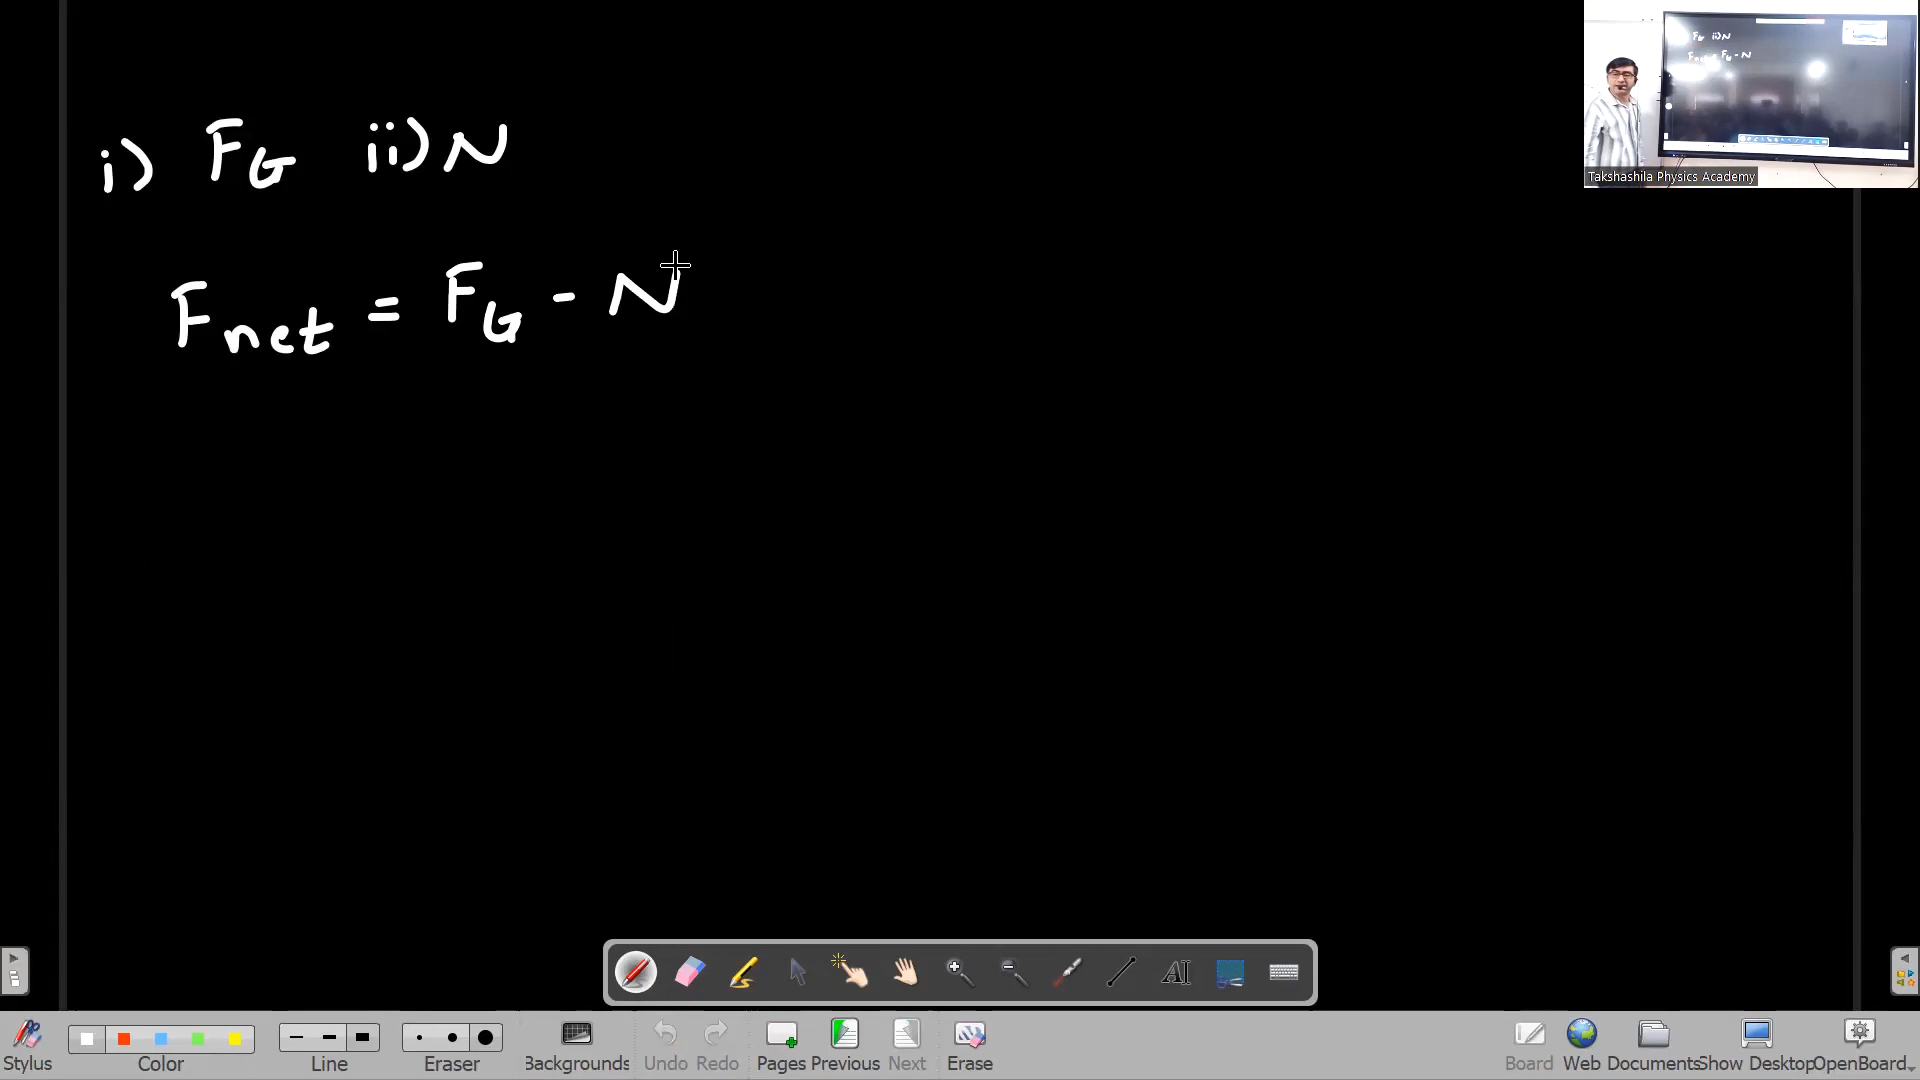 i) FG ii) N
Fnet = FG - N
Takshashila Physics Academy
Stylus
Color
Line
Eraser
Backgrounds
Undo
Redo
Pages
Previous
Next
Erase
Board
Web
Documents
Show Desktop
OpenBoard